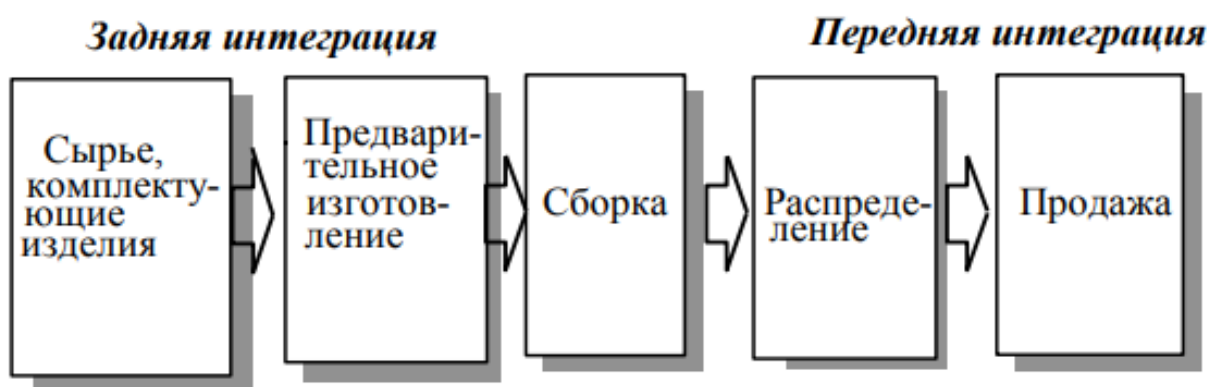 Задняя интеграция
Передняя интеграция
Сырье,
комплекту-
ющие
изделия
Предвари-
тельное
изготов-
ление
Сборка
Распреде-
ление
Продажа